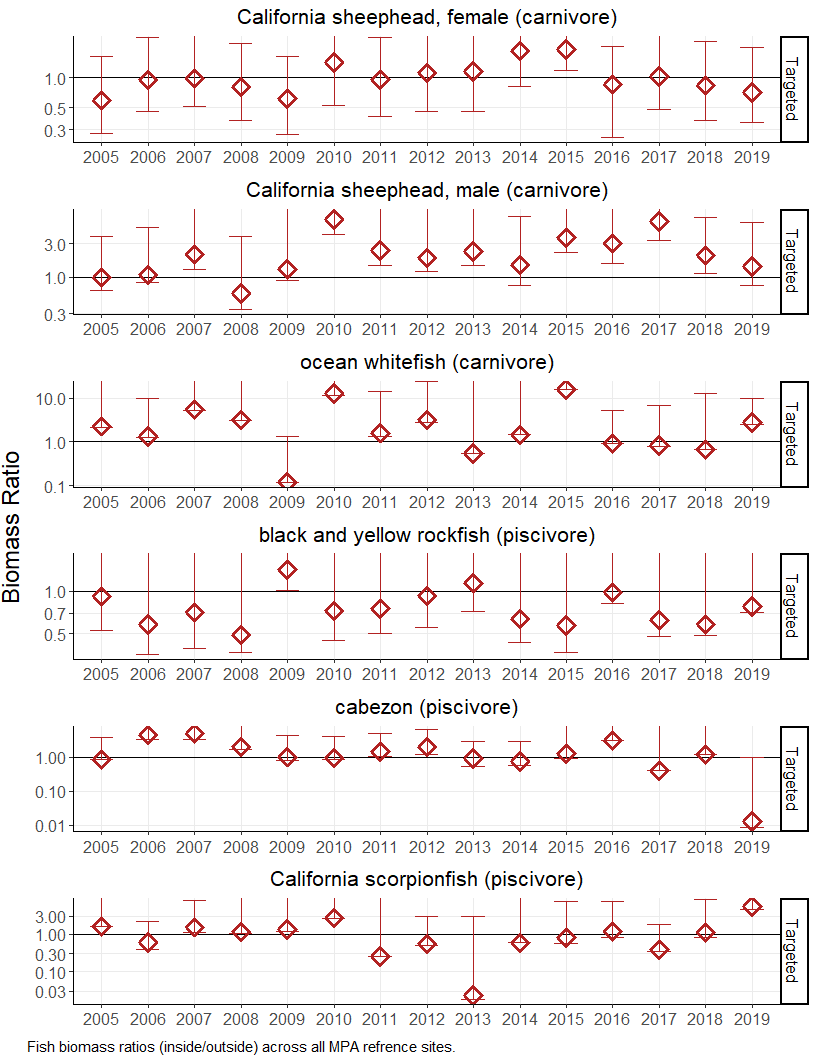 California sheephead, female (carnivore)
1.0
0.5
0.3
Targeted
2005 2006 2007 2008 2009 2010 2011 2012 2013 2014 2015 2016 2017 2018 2019
California sheephead, male (carnivore)
3.0
1.0
0.3
Targeted
2005 2006 2007 2008 2009 2010 2011 2012 2013 2014 2015 2016 2017 2018 2019
ocean whitefish (carnivore)
10.0
1.0
0.1
Targeted
2005 2006 2007 2008 2009 2010 2011 2012 2013 2014 2015 2016 2017 2018 2019
Biomass Ratio
black and yellow rockfish (piscivore)
1.0
0.7
0.5
Targeted
2005 2006 2007 2008 2009 2010 2011 2012 2013 2014 2015 2016 2017 2018 2019
cabezon (piscivore)
1.00
0.10
0.01
Targeted
2005 2006 2007 2008 2009 2010 2011 2012 2013 2014 2015 2016 2017 2018 2019
California scorpionfish (piscivore)
3.00
1.00
0.30
0.10
0.03
Targeted
2005 2006 2007 2008 2009 2010 2011 2012 2013 2014 2015 2016 2017 2018 2019
Fish biomass ratios (inside/outside) across all MPA refrence sites.